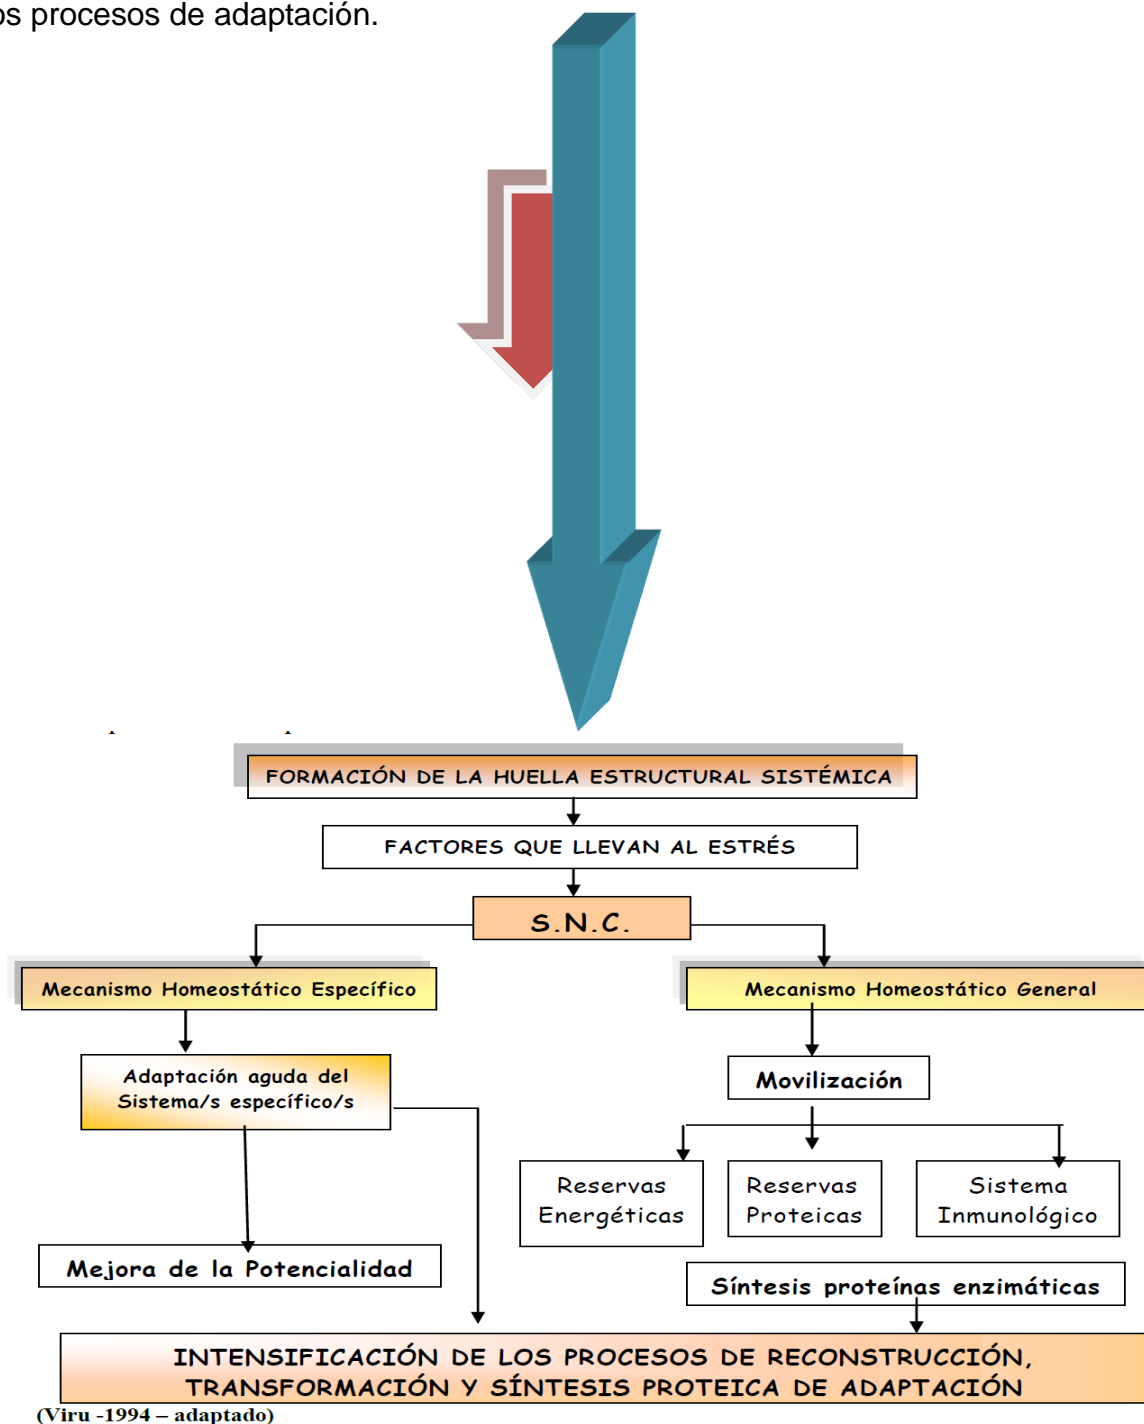 os procesos de adaptación.
FORMACIÓN DE LA HUELLA ESTRUCTURAL SISTÉMICA
FACTORES QUE LLEVAN AL ESTRÉS
S.N.C.
Mecanismo Homeostático Específico
Mecanismo Homeostático General
Adaptación aguda del
Sistema/s específico/s
Movilización
Reservas
Energéticas
Reservas
Proteicas
Sistema
Inmunológico
Mejora de la Potencialidad
Síntesis proteínas enzimáticas
INTENSIFICACIÓN DE LOS PROCESOS DE RECONSTRUCCIÓN,
TRANSFORMACIÓN Y SÍNTESIS PROTEICA DE ADAPTACIÓN
(Viru -1994 – adaptado)